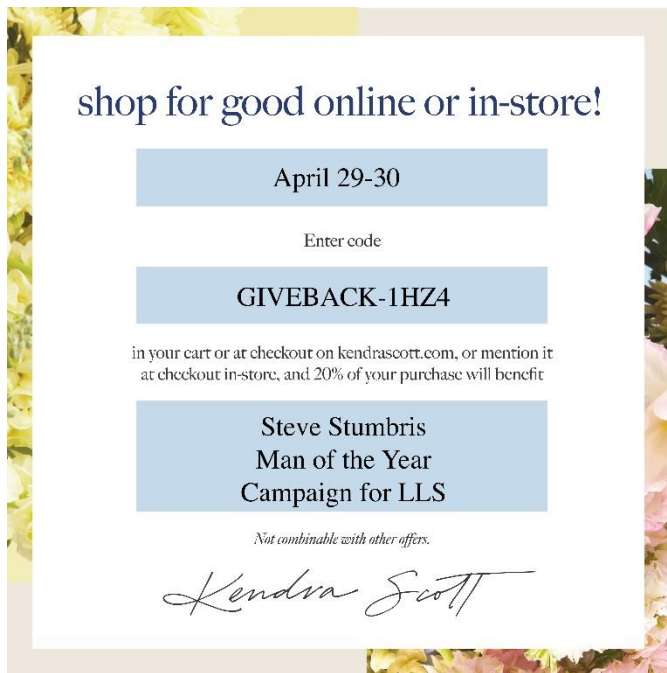 shop for good online or in-store!
April 29-30
Enter code
GIVEBACK-1HZ4
in your cart or at checkout on kendrascott.com, or mention it
at checkout in-store, and 20% of your purchase will benefit
Steve Stumbris
Man of the Year
Campaign for LLS
Not combinable with other offers.
Kendra Scott